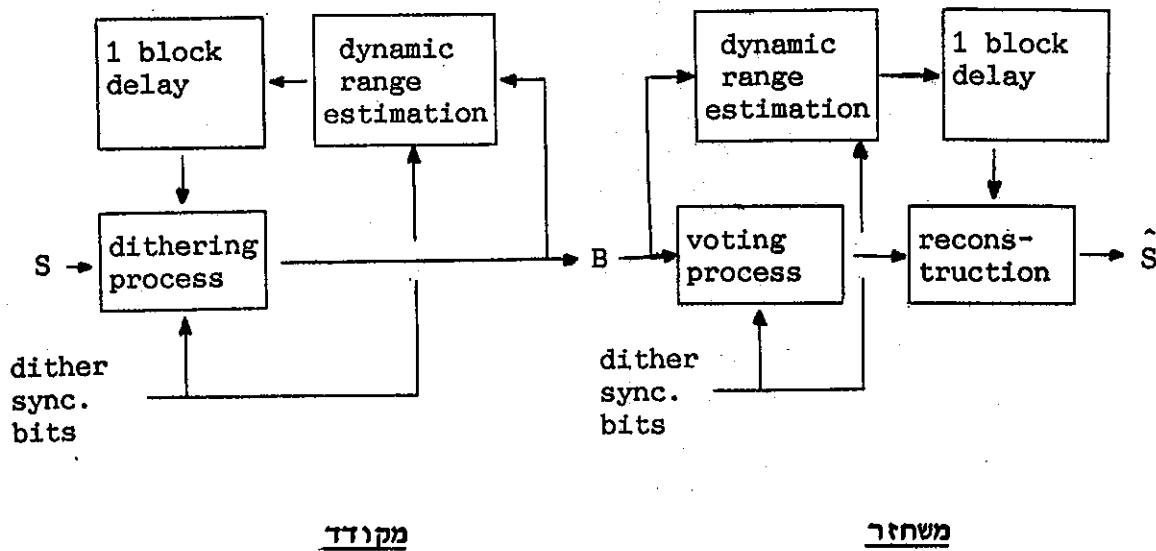 1 block
delay
dynamic
range
estimation
dithering
process
S
B
dither
sync.
bits
מקודד
dynamic
range
estimation
1 block
delay
voting
process
recons-
truction
Ŝ
dither
sync.
bits
משחזר